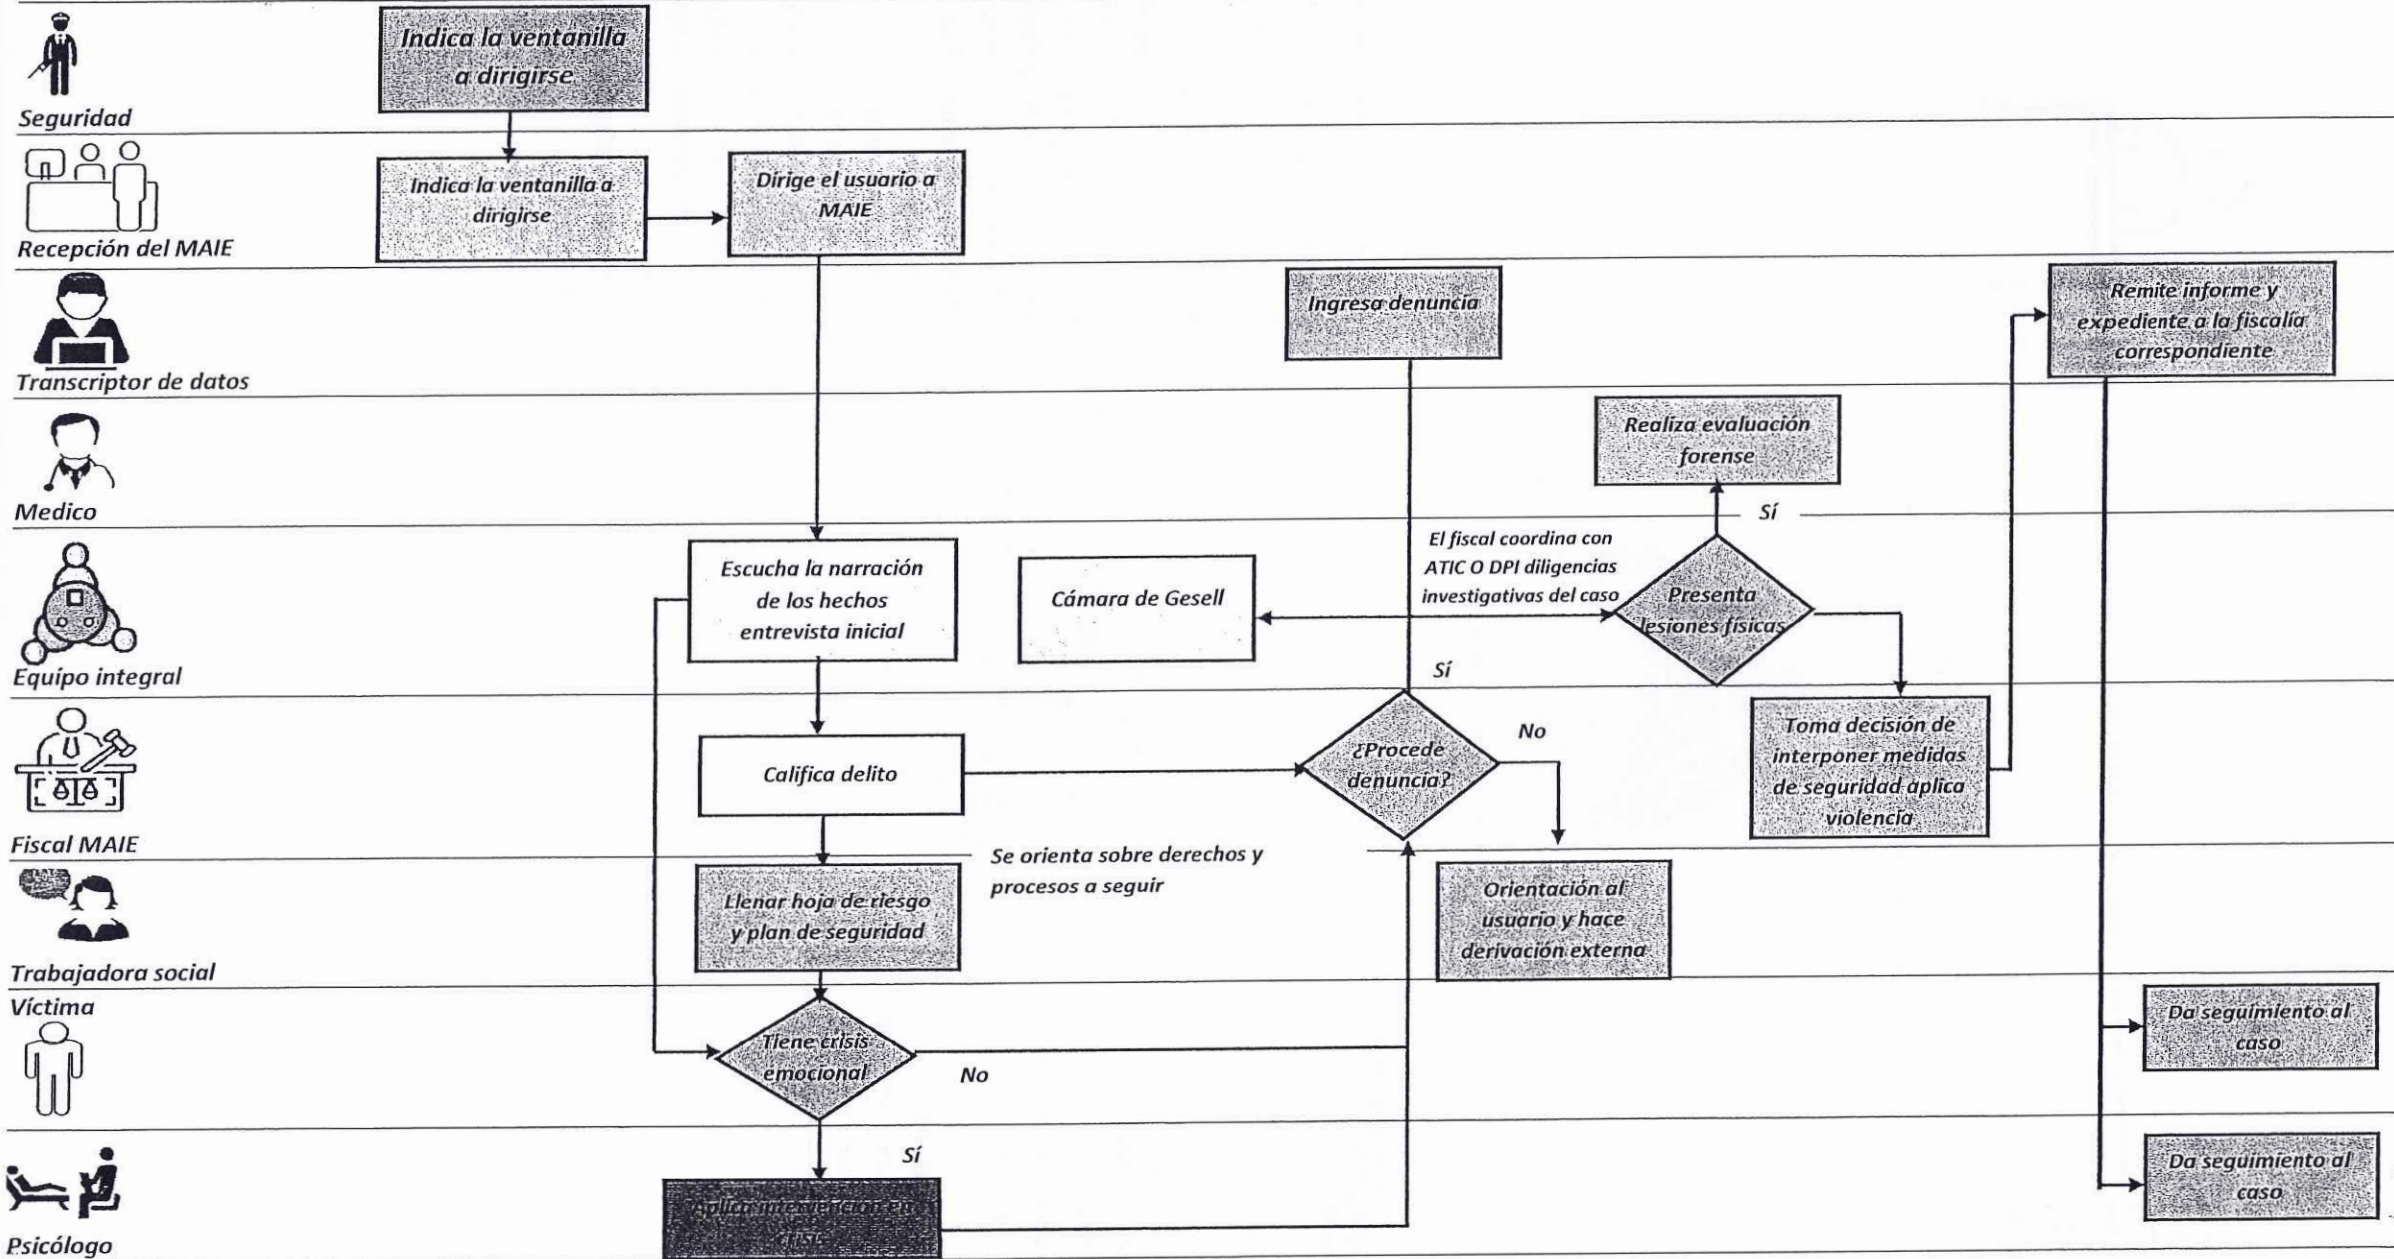 Indica la ventanilla
a dirigirse
Seguridad
Indica la ventanilla a
dirigirse
Dirige el usuario a
MAIE
Recepción del MAIE
Ingresa denuncia
Remite informe y
expediente a la fiscalía
correspondiente
Transcriptor de datos
Realiza evaluación
forense
Medico
Sí
Escucha la narración
de los hechos
entrevista inicial
Cámara de Gesell
El fiscal coordina con
ATIC O DPI diligencias
investigativas del caso
Presenta
lesiones físicas
Equipo integral
Sí
Califica delito
¿Procede
denuncia?
No
Toma decisión de
interponer medidas
de seguridad aplica
violencia
Fiscal MAIE
Se orienta sobre derechos y
procesos a seguir
Llenar hoja de riesgo
y plan de seguridad
Orientación al
usuario y hace
derivación externa
Trabajadora social
Víctima
Tiene crisis
emocional
No
Da seguimiento al
caso
Sí
Aplica intervención en
crisis
Da seguimiento al
caso
Psicólogo